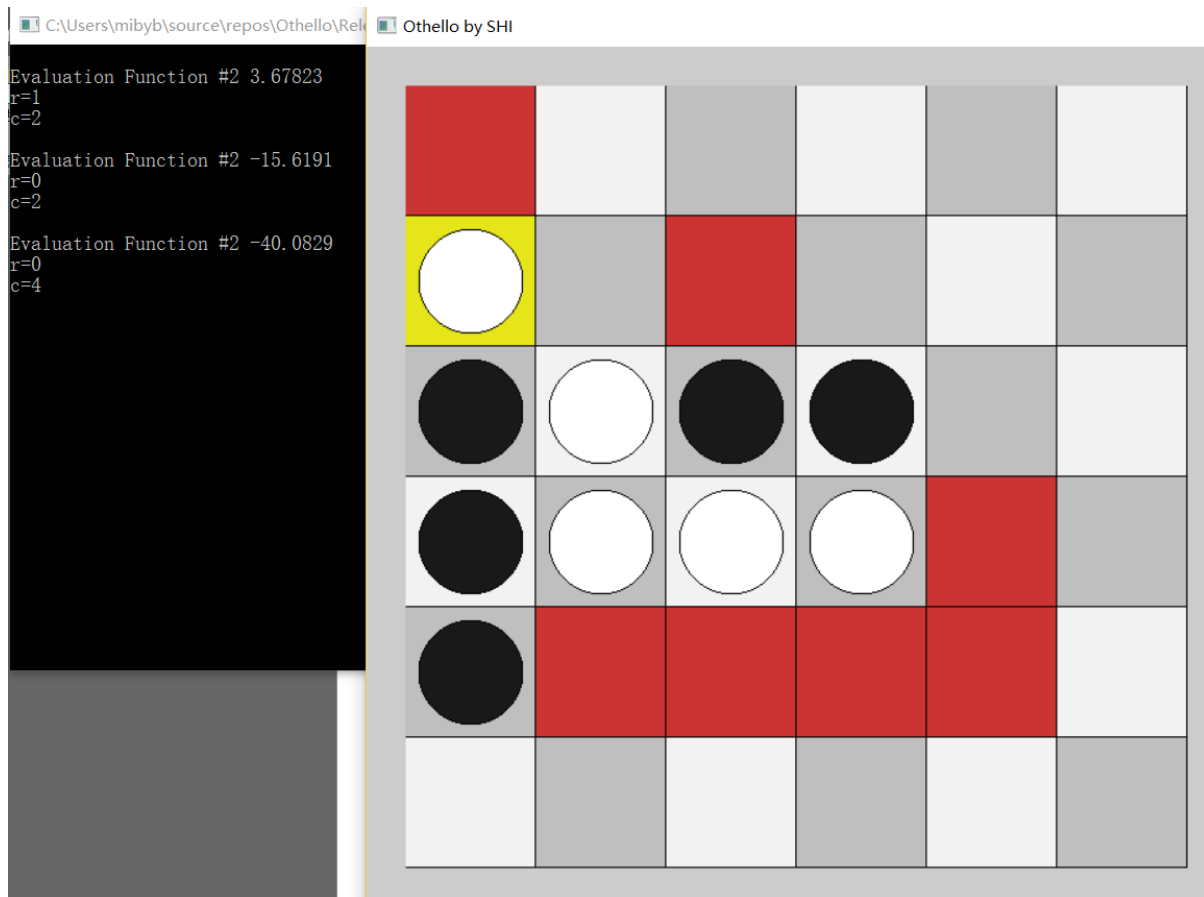 C:\Users\mibyb\source\repos\Othello\Rel
Othello by SHI
Evaluation Function #2 3.67823
r=1
c=2
Evaluation Function #2 -15.6191
r=0
c=2
Evaluation Function #2 -40.0829
r=0
c=4